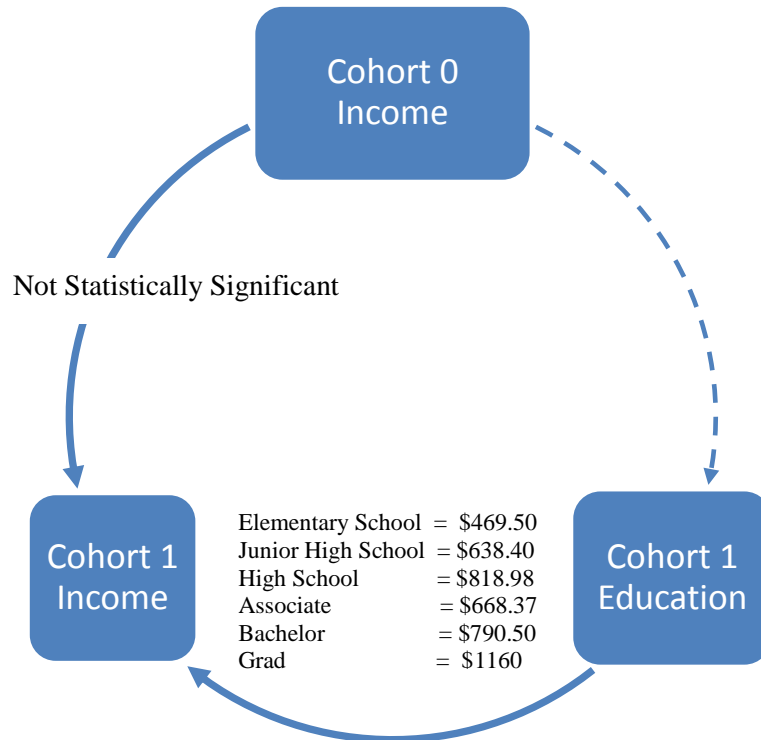 Cohort 0
Income
Not Statistically Significant
Elementary School = $469.50
Junior High School = $638.40
High School = $818.98
Associate = $668.37
Bachelor = $790.50
Grad = $1160
Cohort 1
Income
Cohort 1
Education